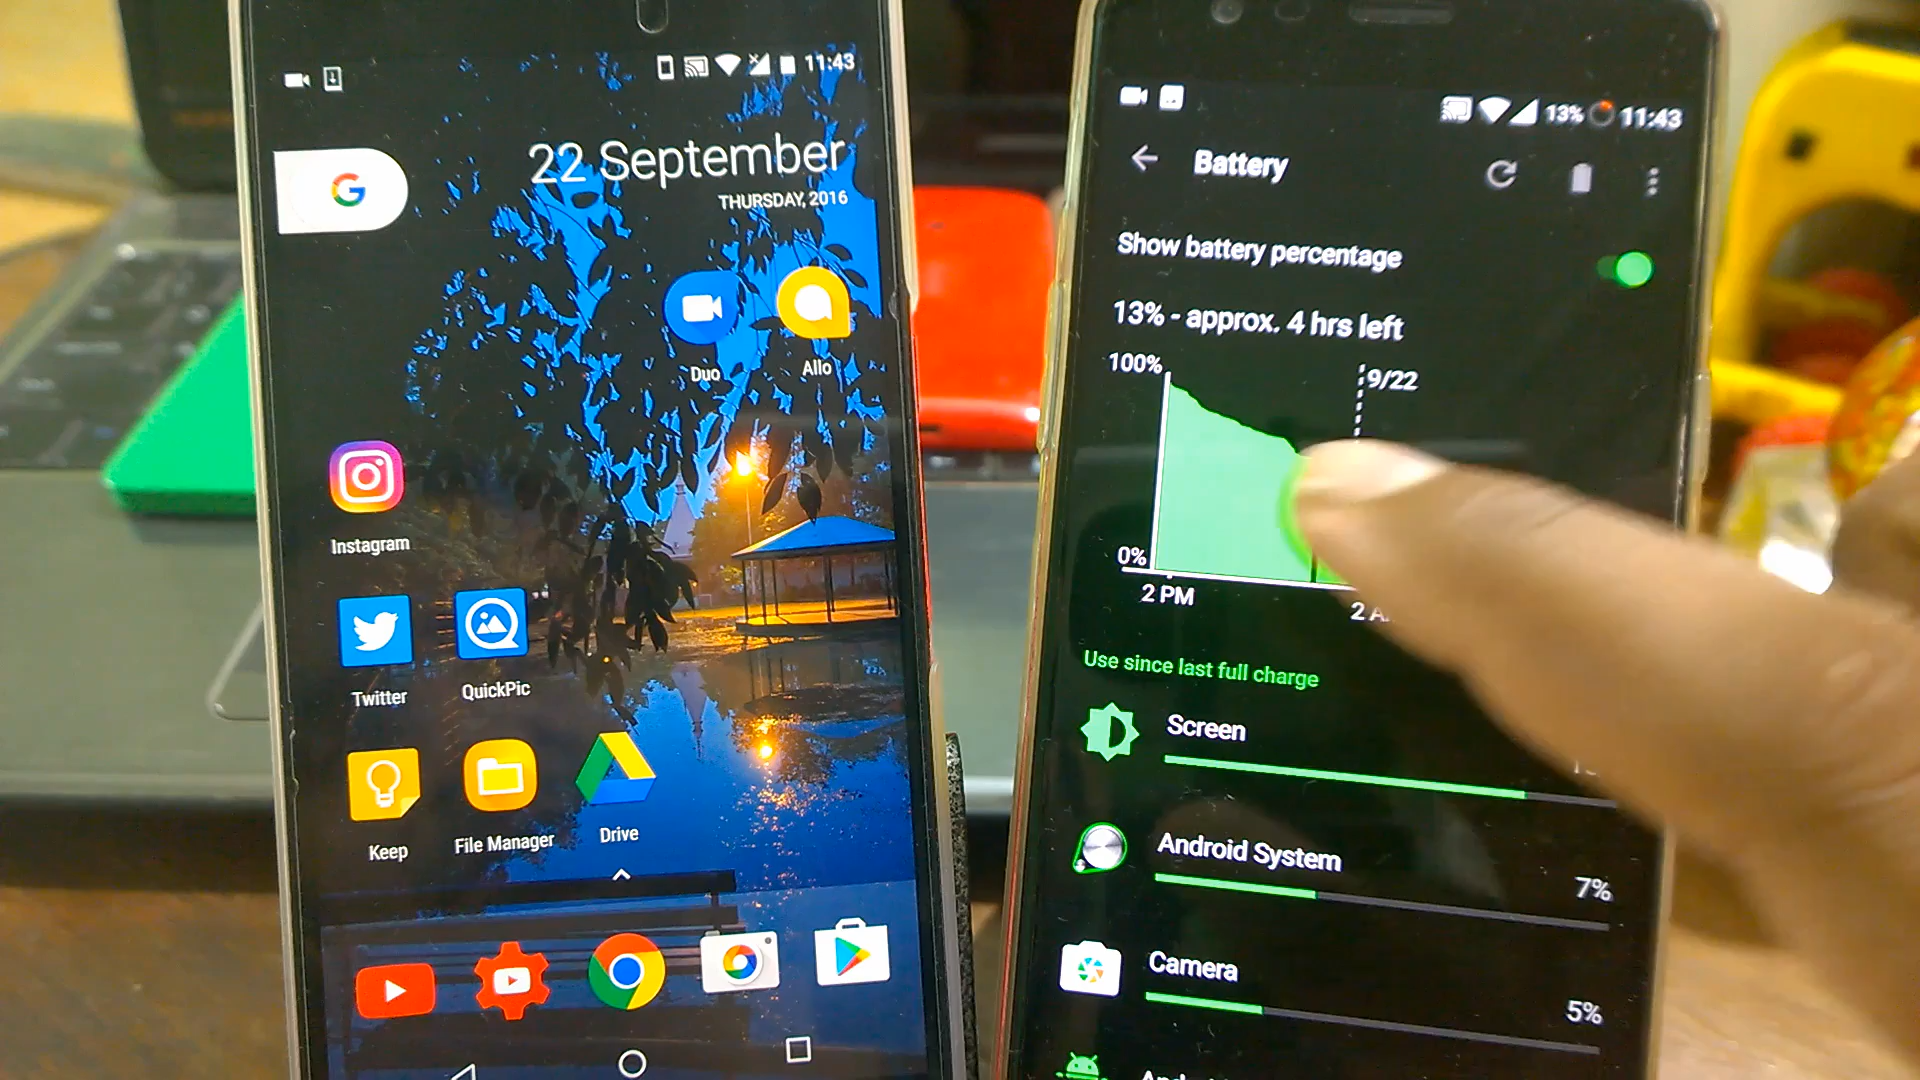 11:43
22 September
THURSDAY, 2016
Duo
Allo
Instagram
Twitter
QuickPic
Keep
File Manager
Drive
13%
11:43
Battery
Show battery percentage
13% - approx. 4 hrs left
100%
9/22
0%
2 PM
2
Use since last full charge
Screen
Android System
7%
Camera
5%